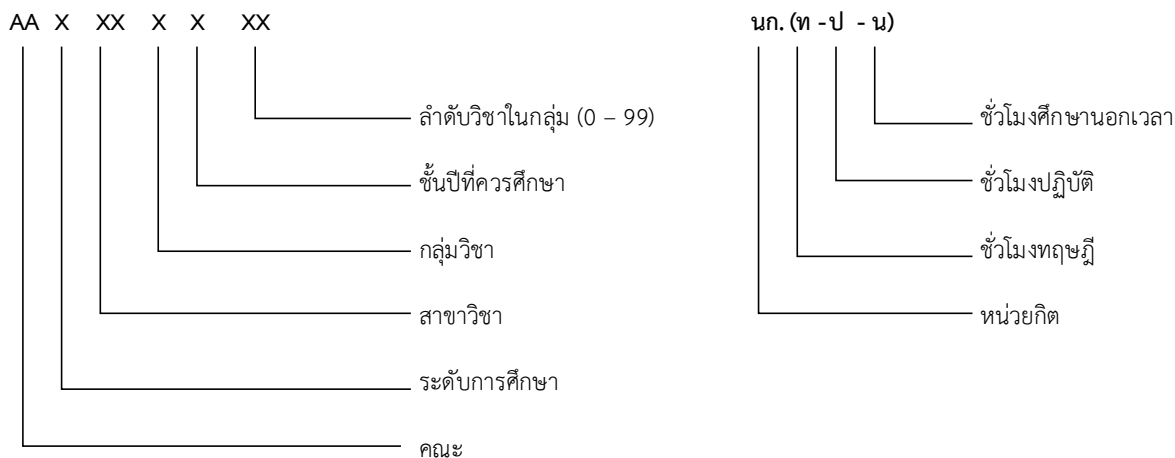 AA X XX X X XX
ลำดับวิชาในกลุ่ม (0 – 99)
ชั้นปีที่ควรศึกษา
กลุ่มวิชา
สาขาวิชา
ระดับการศึกษา
คณะ
นก. (ท - ป - น)
ชั่วโมงศึกษานอกเวลา
ชั่วโมงปฏิบัติ
ชั่วโมงทฤษฎี
หน่วยกิต